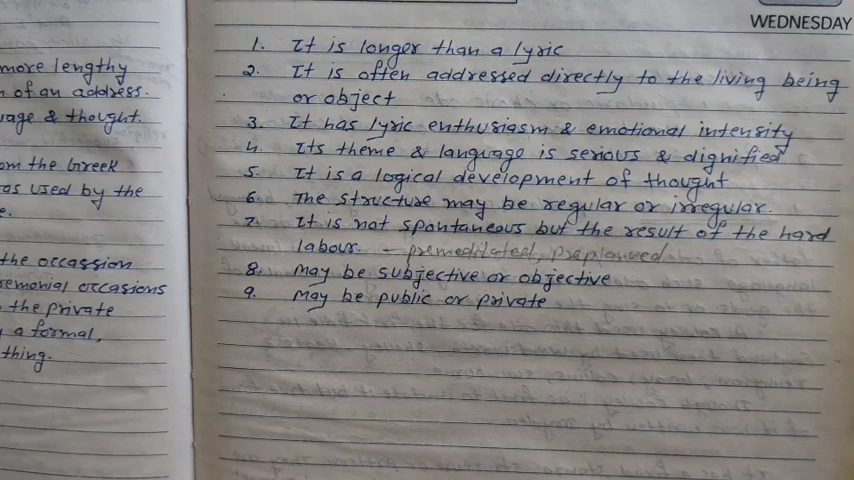 more lengthy
of an address.
& thought.
the Greek
as used by the
the occassion
occasions
the private
a formal,
thing.
WEDNESDAY
1. It is longer than a lyric
2. It is often addressed directly to the living being
or object
3. It has lyric enthusiasm & emotional intensity
4. Its theme & language is serious & dignified
5. It is a logical development of thought
6. The structure may be regular or irregular.
7. It is not spontaneous but the result of the hard
labour. - premeditated, preplanned
8. May be subjective or objective
9. May be public or private